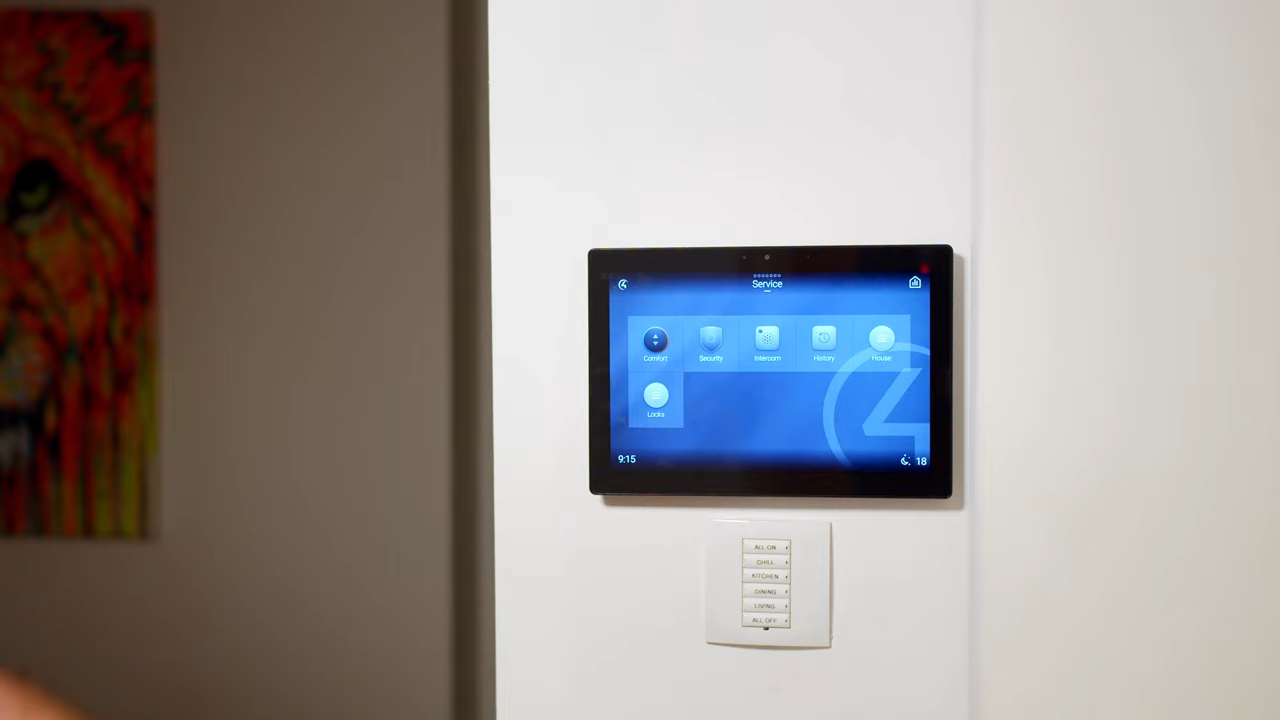 Service
Comfort Security Intercom History House
Locks
9:15 18
ALL ON
CHILL
KITCHEN
DINING
LIVING
ALL OFF